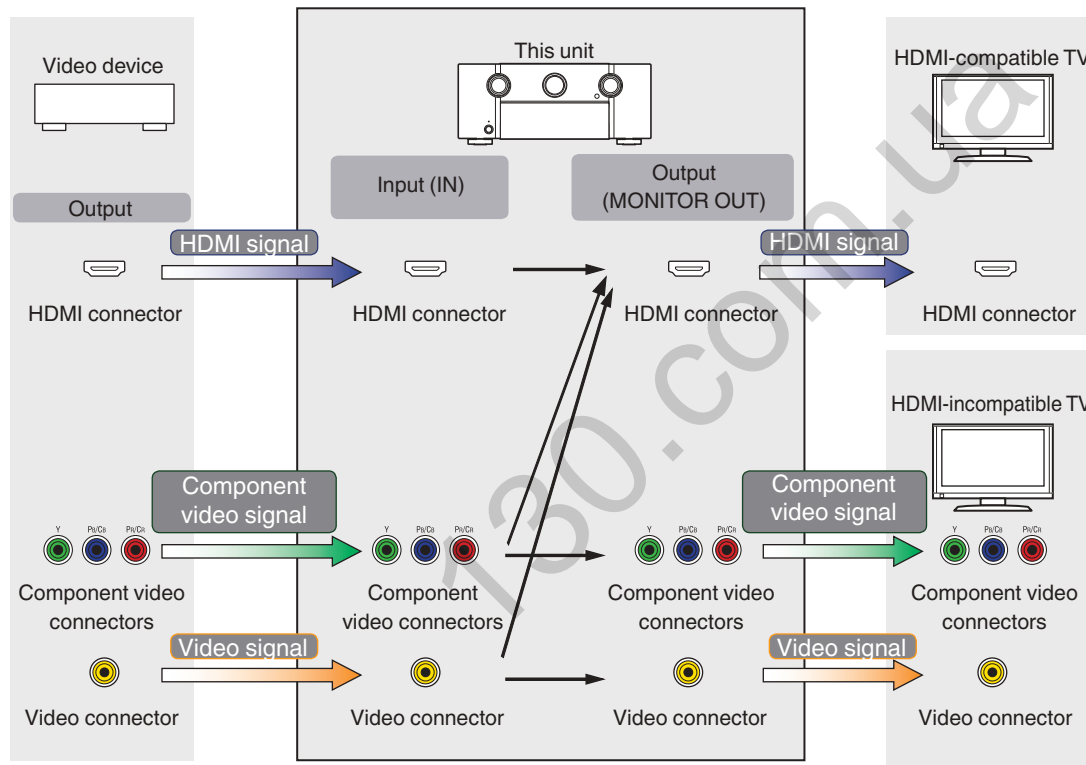 Video device
This unit
HDMI-compatible TV
Input (IN)
Output
(MONITOR OUT)
Output
HDMI signal
HDMI signal
HDMI connector
HDMI connector
HDMI connector
HDMI connector
HDMI-incompatible TV
Component
video signal
Component
video signal
Y PB/CB PR/CR
Y PB/CB PR/CR
Y PB/CB PR/CR
Y PB/CB PR/CR
Component video
connectors
Component
video connectors
Component video
connectors
Component video
connectors
Video signal
Video signal
Video connector
Video connector
Video connector
Video connector
130.com.ua